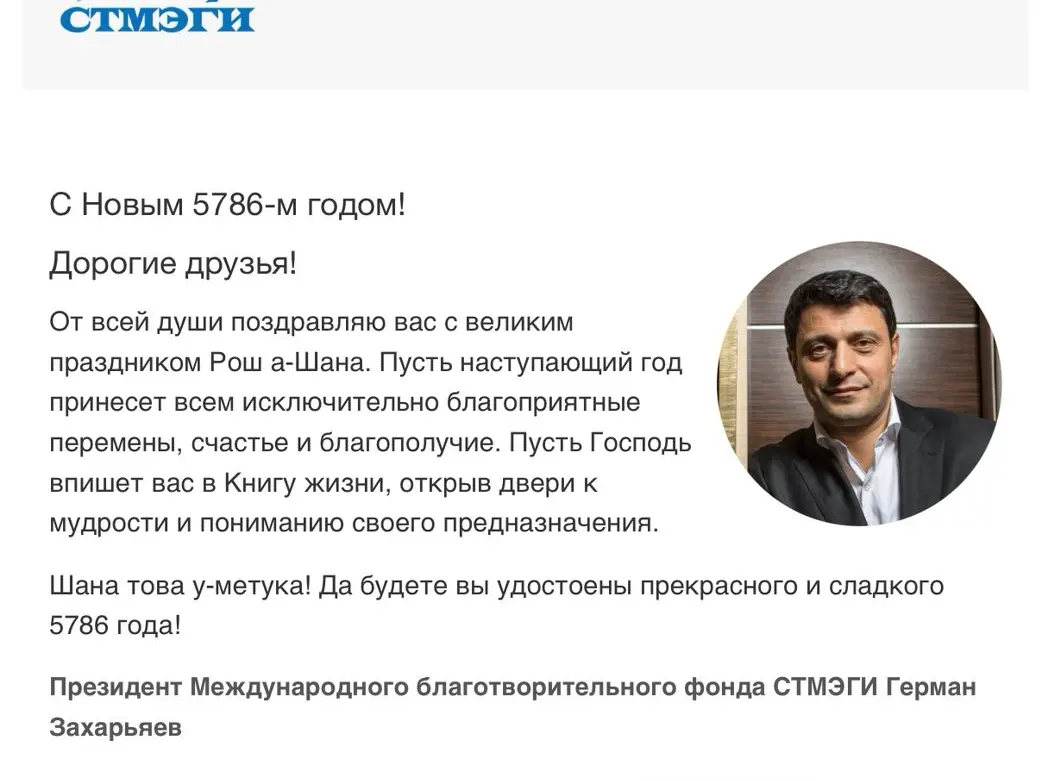 СТМЭГИ
С Новым 5786-м годом!
Дорогие друзья!
От всей души поздравляю вас с великим
праздником Рош а-Шана. Пусть наступающий год
принесет всем исключительно благоприятные
перемены, счастье и благополучие. Пусть Господь
впишет вас в Книгу жизни, открыв двери к
мудрости и пониманию своего предназначения.
Шана това у-метука! Да будете вы удостоены прекрасного и сладкого
5786 года!
Президент Международного благотворительного фонда СТМЭГИ Герман
Захарьяев